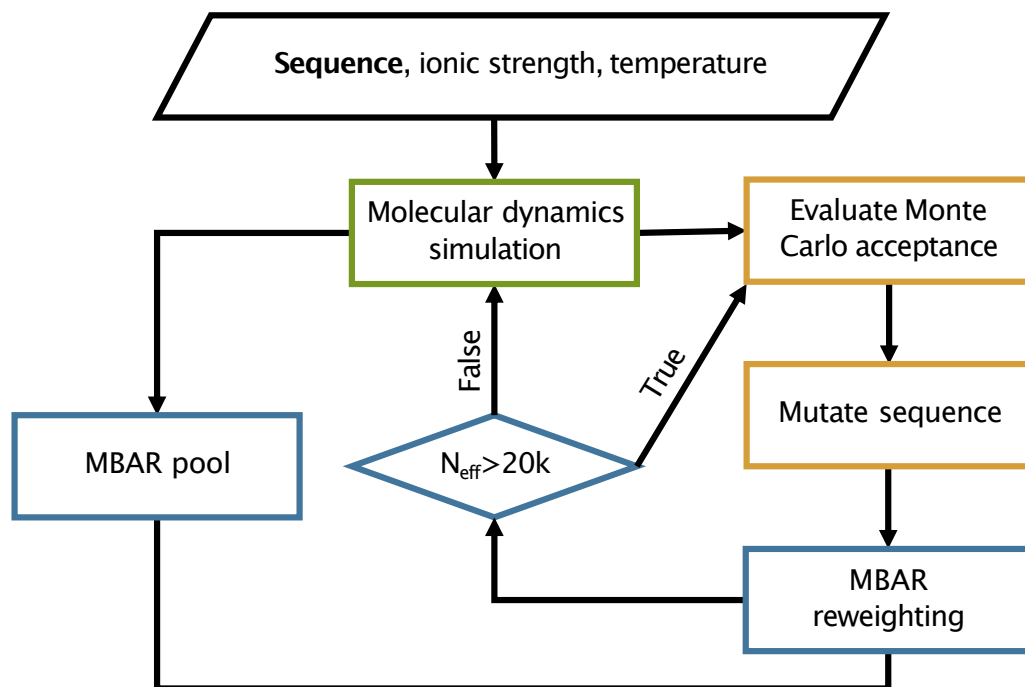 Sequence, ionic strength, temperature
Molecular dynamics
simulation
Evaluate Monte
Carlo acceptance
False
True
Mutate sequence
MBAR pool
N_eff>20k
MBAR
reweighting